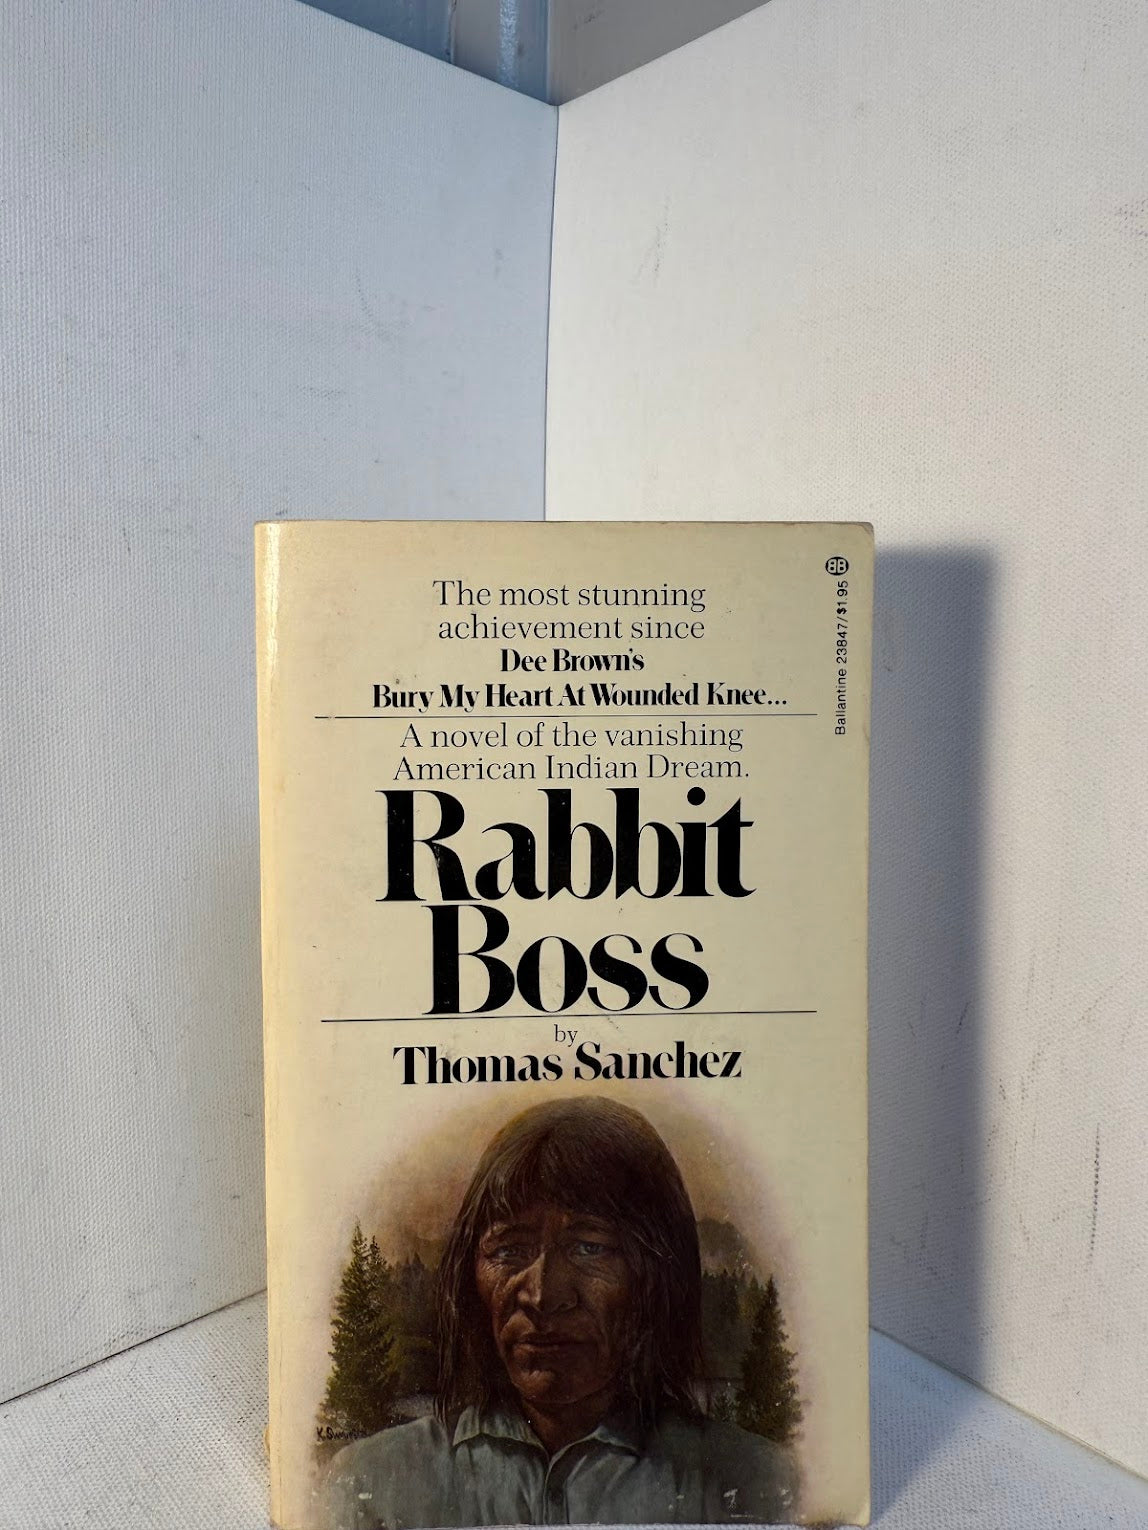 The most stunning
achievement since
Dee Brown's
Bury My Heart At Wounded Knee...
A novel of the vanishing
American Indian Dream.
Rabbit
Boss
by
Thomas Sanchez
BB
Ballantine 23847/$1.95